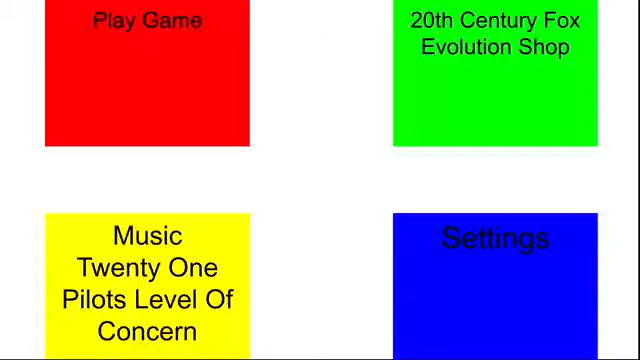 Play Game
20th Century Fox
Evolution Shop
Music
Twenty One
Pilots Level Of
Concern
Settings